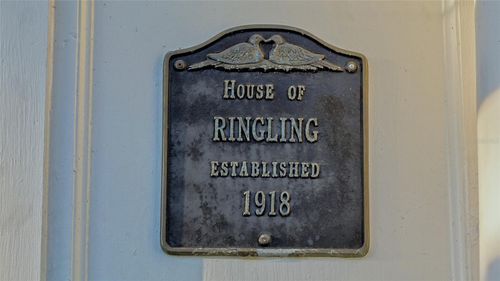 House of
RINGLING
ESTABLISHED
1918